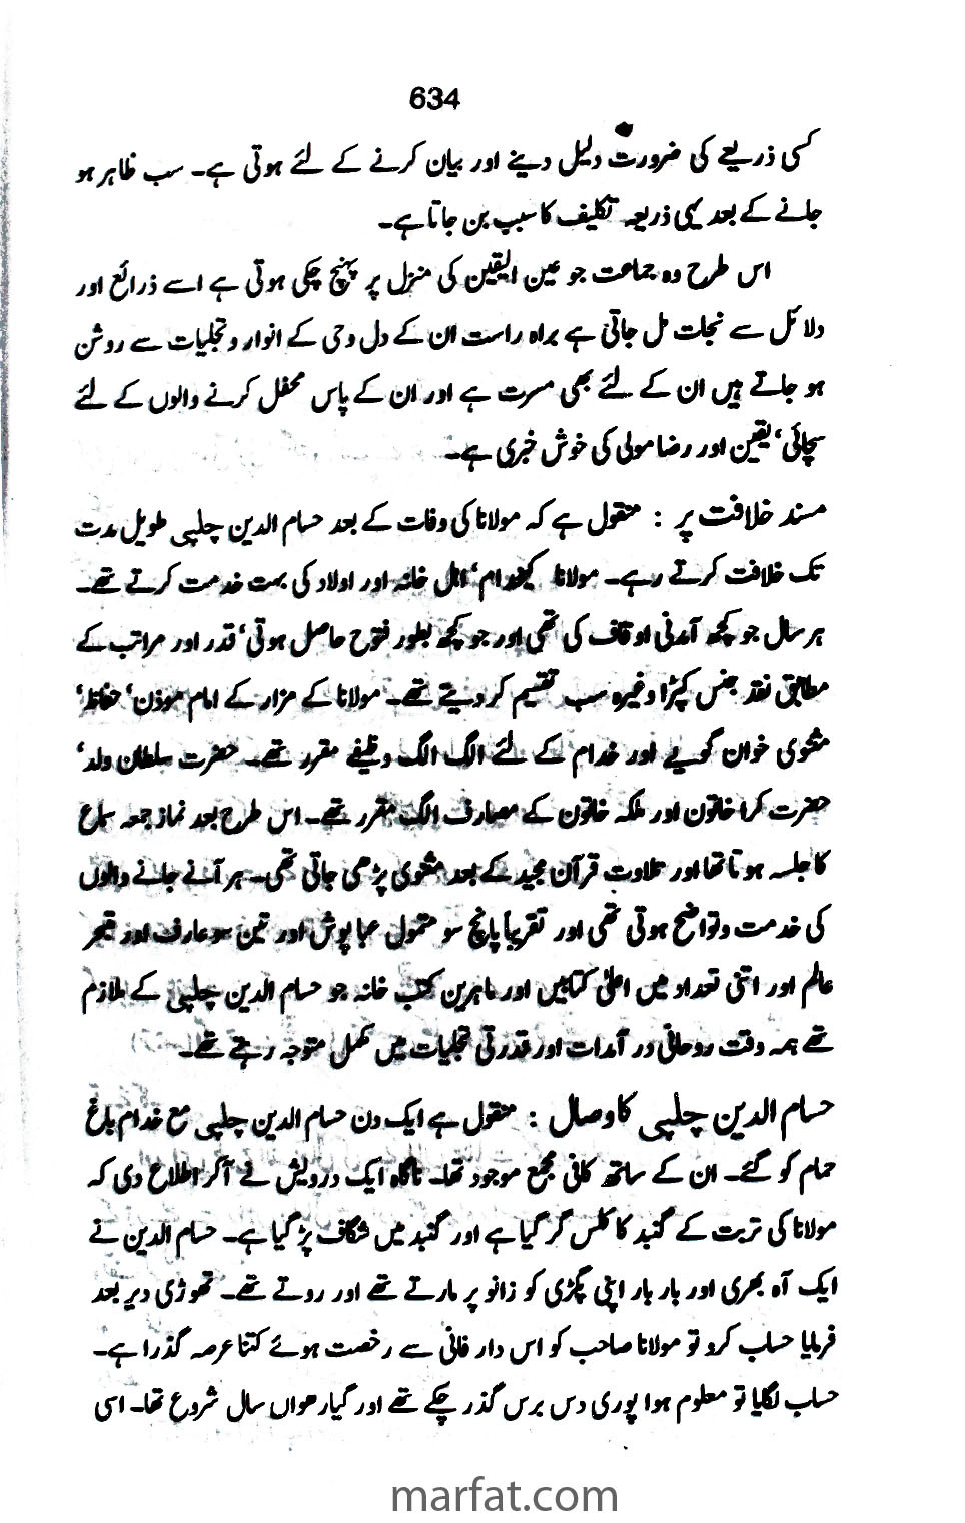 634
کسی ذریعے کی ضرورت دلیل دینے اور بیان کرنے کے لئے ہوتی ہے۔ سب ظاہر ہو
جانے کے بعد یہی ذریعہ تکلیف کا سبب بن جاتا ہے۔
اس طرح وہ جماعت جو عین الیقین کی منزل پر پہنچ چکی ہوتی ہے اسے ذرائع اور
دلائل سے نجات مل جاتی ہے براہ راست ان کے دل وحی کے انوار و تجلیات سے روشن
ہو جاتے ہیں ان کے لئے بھی مسرت ہے اور ان کے پاس محفل کرنے والوں کے لئے
سچائی‘ یقین اور رضا مولی کی خوش خبری ہے۔
مسند خلافت پر : منقول ہے کہ مولانا کی وفات کے بعد حسام الدین چلپی طویل مدت
تک خلافت کرتے رہے۔ مولانا کے خدام‘ اہل خانہ اور اولاد کی بہت خدمت کرتے تھے۔
ہر سال جو کچھ آمدنی اوقاف کی تھی اور جو کچھ بطور فتوح حاصل ہوتی‘ قدر اور مراتب کے
مطابق نقد جنس کپڑا وغیرہ سب تقسیم کر دیتے تھے۔ مولانا کے مزار کے امام موذن‘ حفاظ‘
مثنوی خوان گویے اور خدام کے لئے الگ الگ وظیفے مقرر تھے۔ حضرت سلطان ولد‘
حضرت کرا خاتون اور ملکہ خاتون کے مصارف الگ مقرر تھے۔ اس طرح بعد نماز جمعہ سماع
کا جلسہ ہوتا تھا اور تلاوت قرآن مجید کے بعد مثنوی پڑھی جاتی تھی۔ ہر آنے جانے والوں
کی خدمت و تواضع ہوتی تھی اور تقریباً پانچ سو متمول عبا پوش اور تین سو عارف اور متبحر
عالم اور اتنی تعداد میں اعلیٰ کتابیں اور ماہرین کتب خانہ جو حسام الدین چلپی کے ملازم
تھے ہمہ وقت روحانی در آمدات اور قدرتی تجلیات میں مکمل متوجہ رہتے تھے۔
حسام الدین چلپی کا وصال : منقول ہے ایک دن حسام الدین چلپی مع خدام باغ
حمام کو گئے۔ ان کے ساتھ کافی مجمع موجود تھا۔ ناگاہ ایک درویش نے آکر اطلاع دی کہ
مولانا کی تربت کے گنبد کا کلس گر گیا ہے اور گنبد میں شگاف پڑ گیا ہے۔ حسام الدین نے
ایک آہ بھری اور بار بار اپنی پگڑی کو زانو پر مارتے تھے اور روتے تھے۔ تھوڑی دیر بعد
فرمایا حساب کرو تو مولانا صاحب کو اس دار فانی سے رخصت ہوئے کتنا عرصہ گذرا ہے۔
حساب لگایا تو معلوم ہوا پوری دس برس گذر چکے تھے اور گیارھواں سال شروع تھا۔ اسی
marfat.com